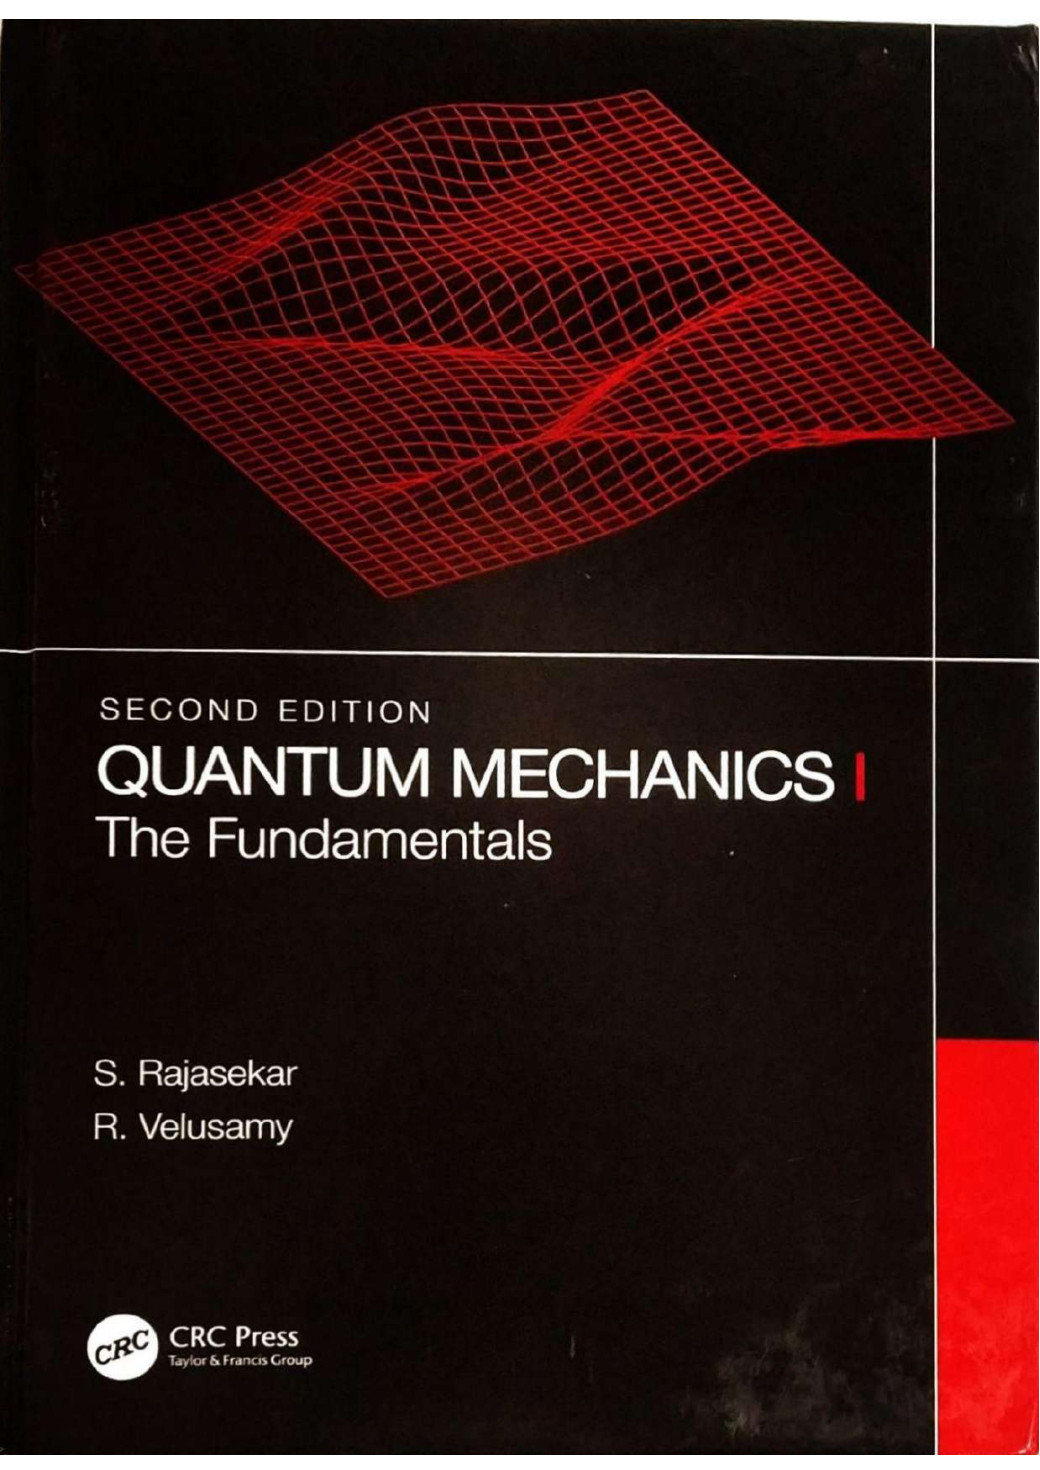 SECOND EDITION
QUANTUM MECHANICS I
The Fundamentals
S. Rajasekar
R. Velusamy
CRC
CRC Press
Taylor & Francis Group